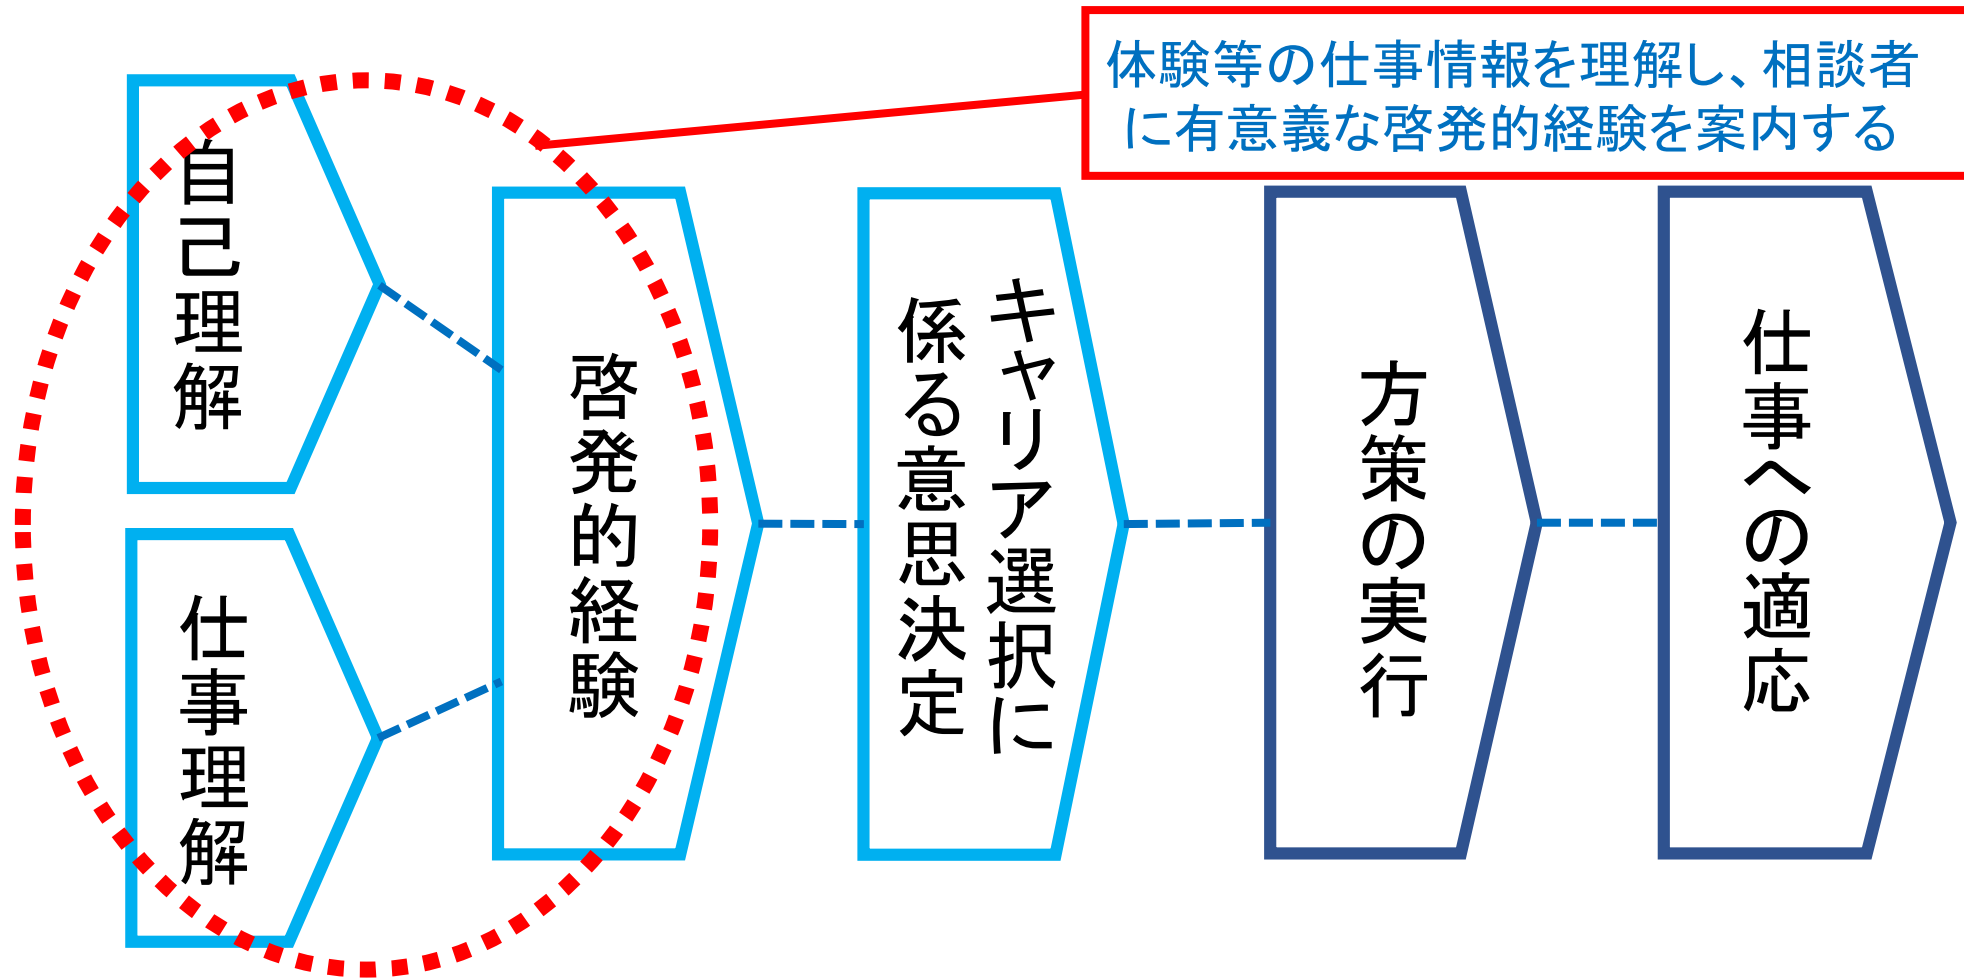 体験等の仕事情報を理解し、相談者
に有意義な啓発的経験を案内する
自己理解
仕事理解
啓発的経験
キャリア選択に
係る意思決定
方策の実行
仕事への適応